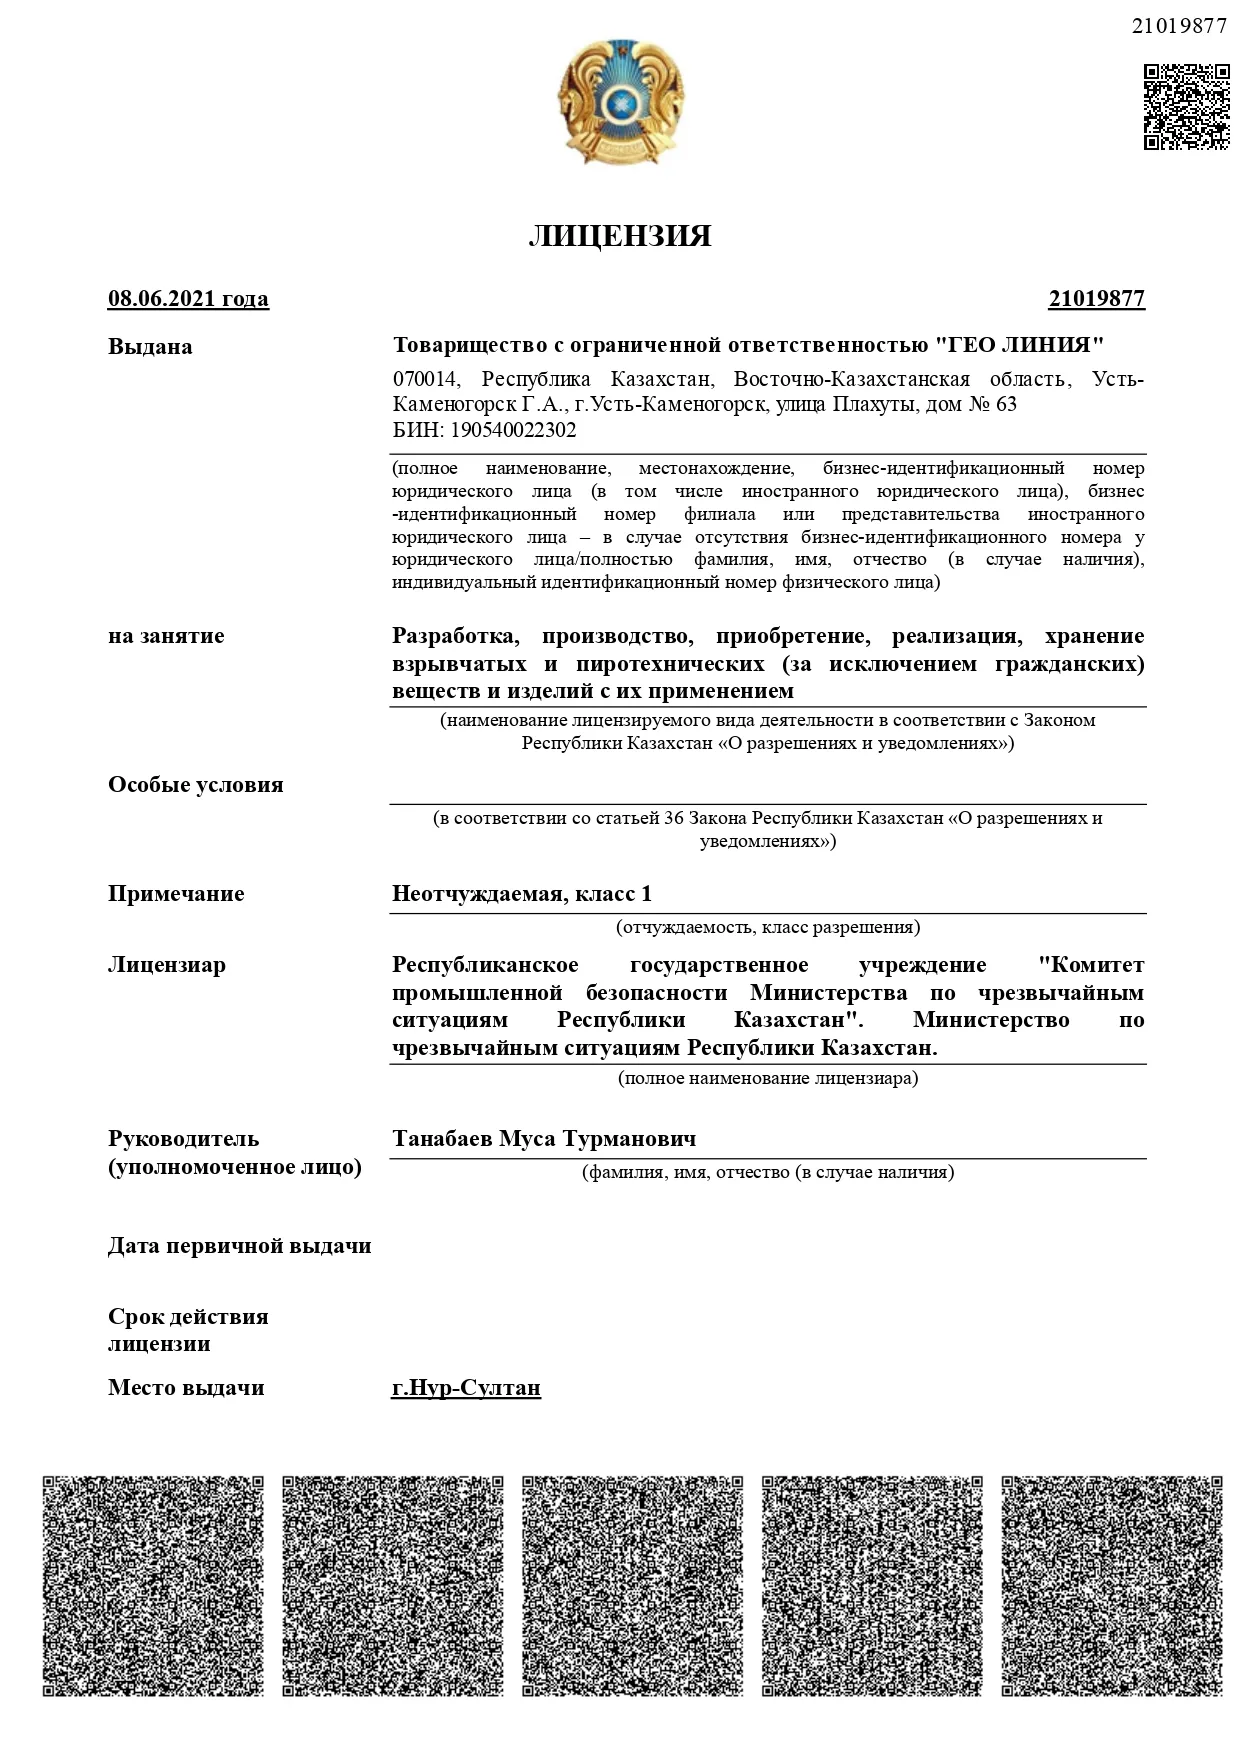 21019877
ЛИЦЕНЗИЯ
08.06.2021 года 21019877
Выдана Товарищество с ограниченной ответственностью "ГЕО ЛИНИЯ"
070014, Республика Казахстан, Восточно-Казахстанская область, Усть-
Каменогорск Г.А., г.Усть-Каменогорск, улица Плахуты, дом № 63
БИН: 190540022302
(полное наименование, местонахождение, бизнес-идентификационный номер
юридического лица (в том числе иностранного юридического лица), бизнес
-идентификационный номер филиала или представительства иностранного
юридического лица – в случае отсутствия бизнес-идентификационного номера у
юридического лица/полностью фамилия, имя, отчество (в случае наличия),
индивидуальный идентификационный номер физического лица)
на занятие Разработка, производство, приобретение, реализация, хранение
взрывчатых и пиротехнических (за исключением гражданских)
веществ и изделий с их применением
(наименование лицензируемого вида деятельности в соответствии с Законом
Республики Казахстан «О разрешениях и уведомлениях»)
Особые условия
(в соответствии со статьей 36 Закона Республики Казахстан «О разрешениях и
уведомлениях»)
Примечание Неотчуждаемая, класс 1
(отчуждаемость, класс разрешения)
Лицензиар Республиканское государственное учреждение "Комитет
промышленной безопасности Министерства по чрезвычайным
ситуациям Республики Казахстан". Министерство по
чрезвычайным ситуациям Республики Казахстан.
(полное наименование лицензиара)
Руководитель Танабаев Муса Турманович
(уполномоченное лицо)
(фамилия, имя, отчество (в случае наличия)
Дата первичной выдачи
Срок действия
лицензии
Место выдачи г.Нур-Султан